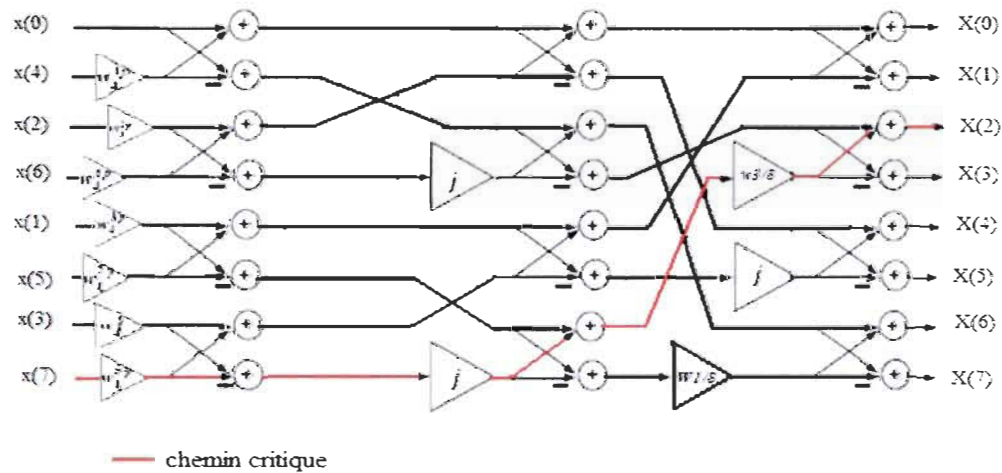 x(0) + + + X(0)
x(4) + + + X(1)
x(2) + + + X(2)
x(6) + j + w3/8 + X(3)
x(1) + + + X(4)
x(5) + + j + X(5)
x(3) + + + X(6)
x(7) + j + W1/8 + X(7)
chemin critique